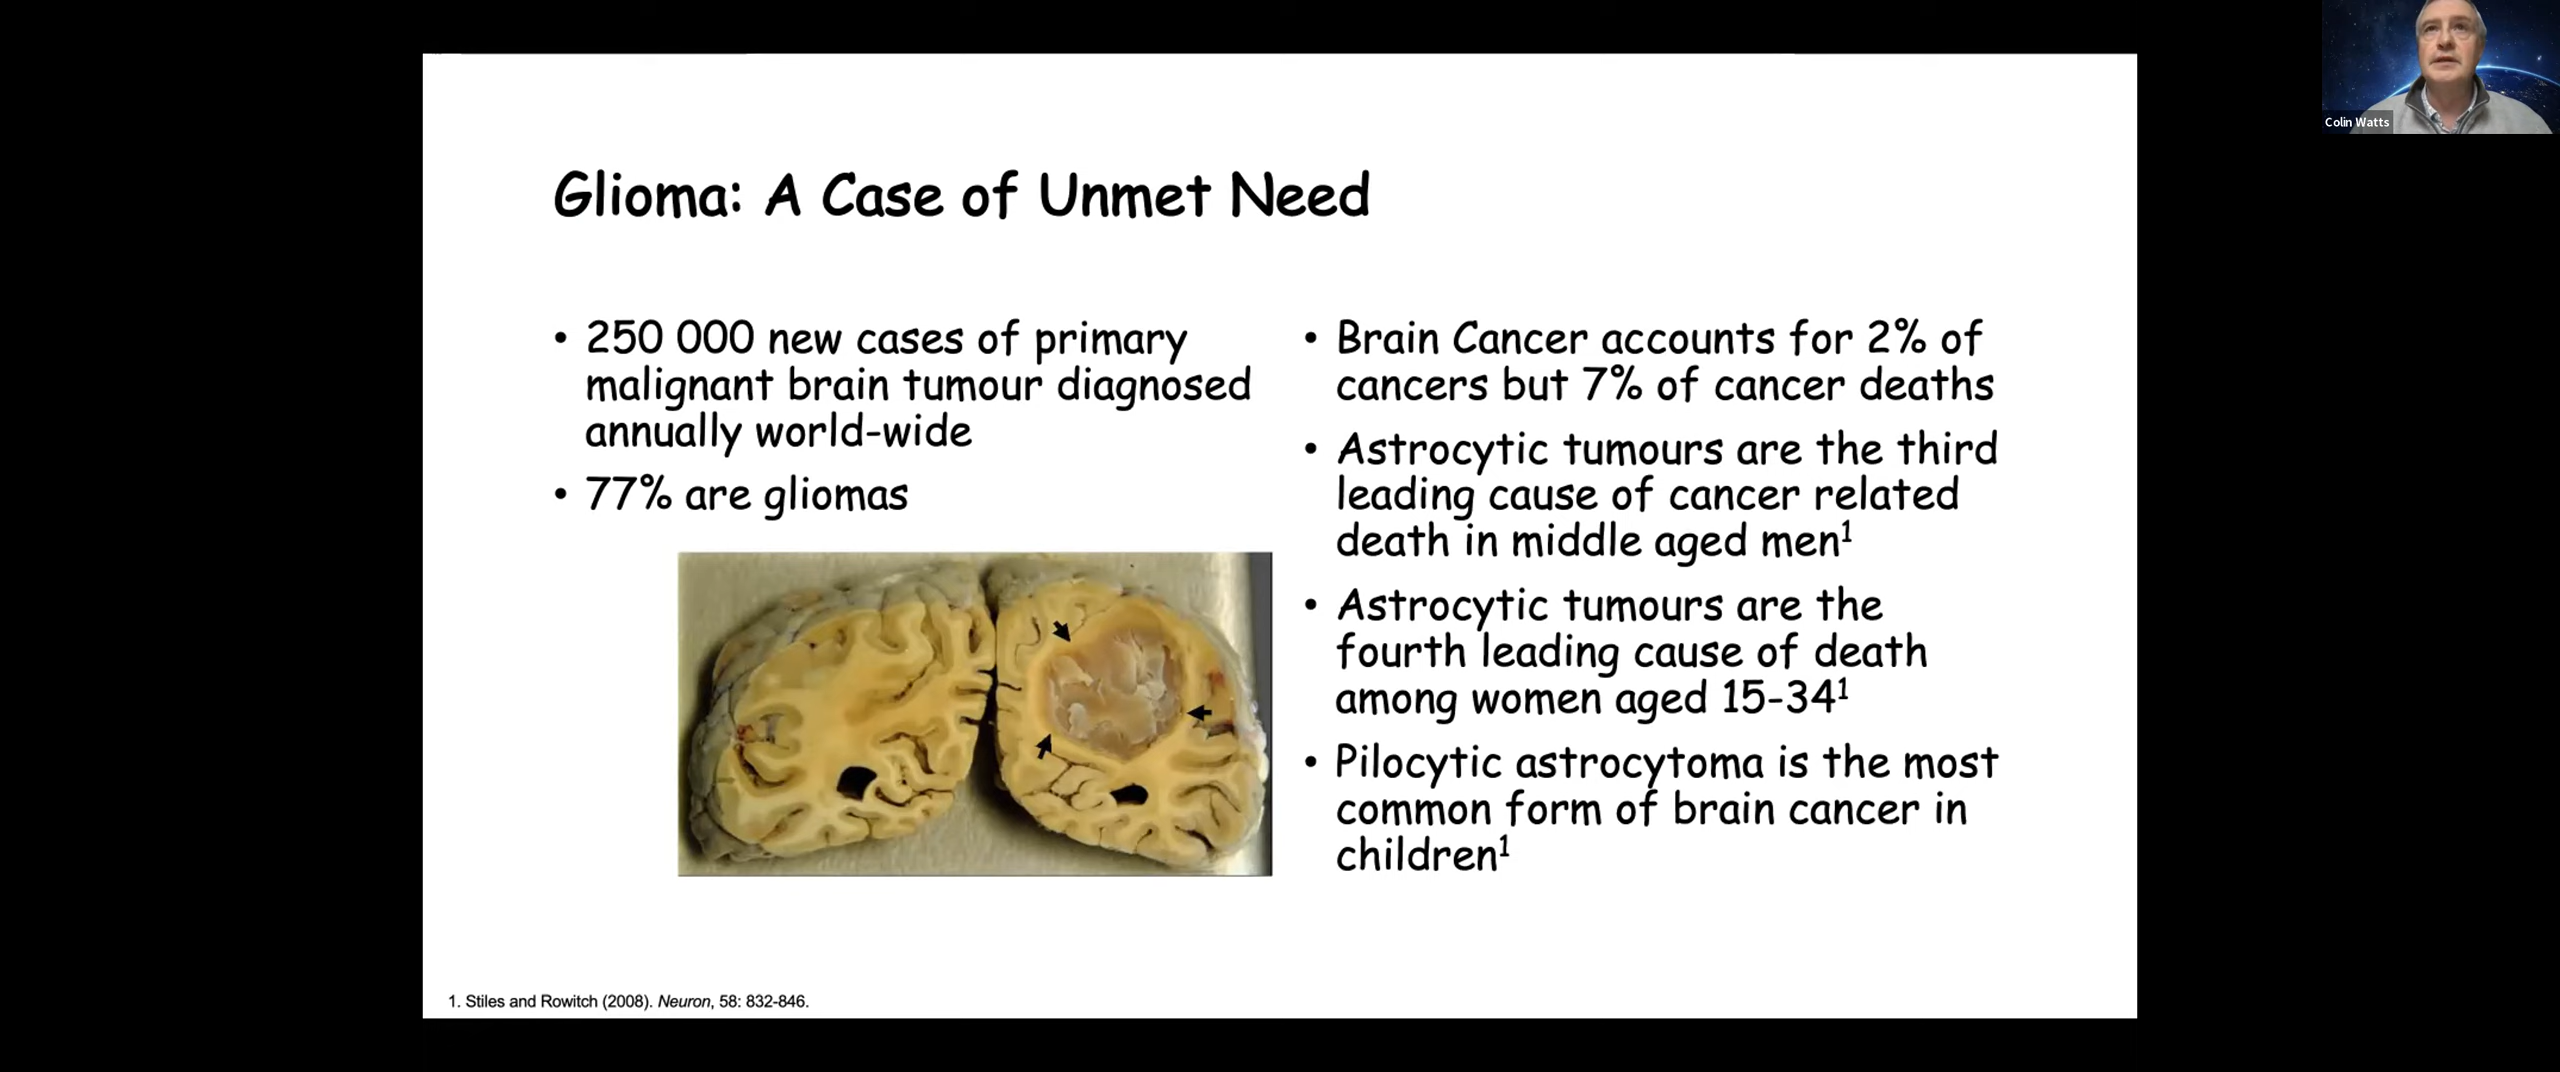 Colin Watts
Glioma: A Case of Unmet Need
• 250 000 new cases of primary
malignant brain tumour diagnosed
annually world-wide
• 77% are gliomas
• Brain Cancer accounts for 2% of
cancers but 7% of cancer deaths
• Astrocytic tumours are the third
leading cause of cancer related
death in middle aged men¹
• Astrocytic tumours are the
fourth leading cause of death
among women aged 15-34¹
• Pilocytic astrocytoma is the most
common form of brain cancer in
children¹
1. Stiles and Rowitch (2008). Neuron, 58: 832-846.